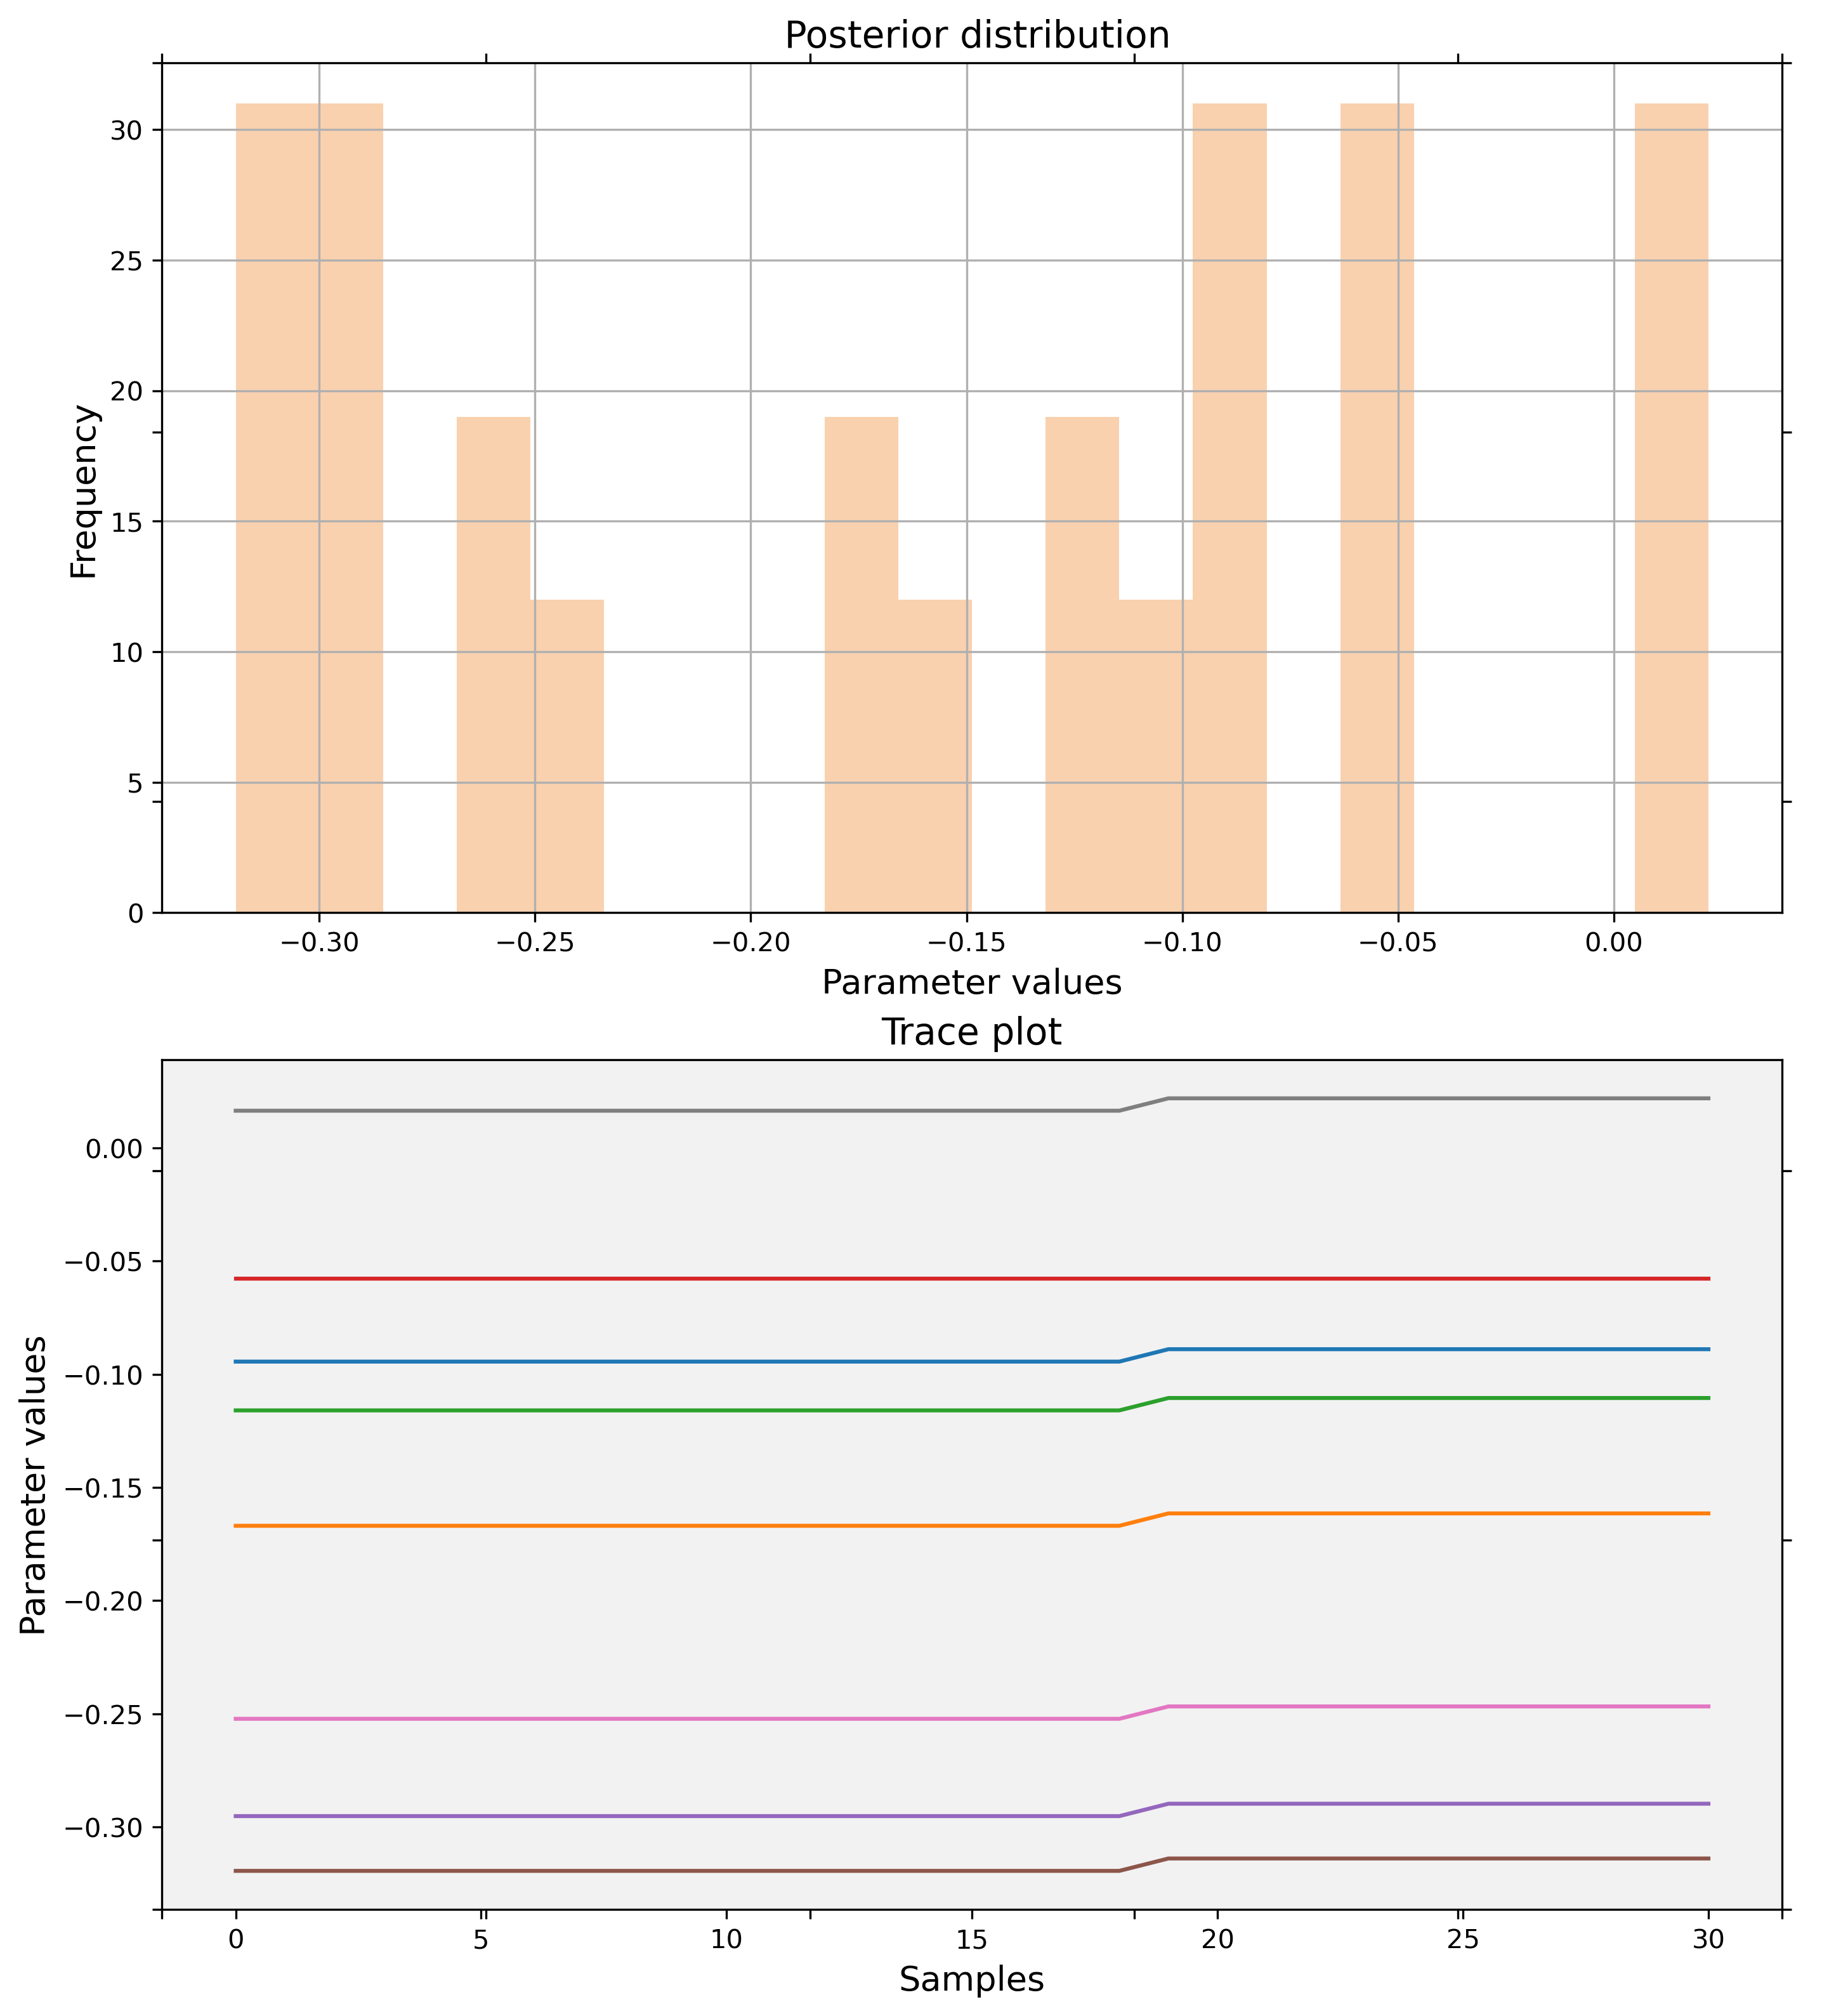 Posterior distribution
30
25
20
15
10
5
0
Frequency
−0.30 −0.25 −0.20 −0.15 −0.10 −0.05 0.00
Parameter values
Trace plot
0.00
−0.05
−0.10
−0.15
−0.20
−0.25
−0.30
Parameter values
0 5 10 15 20 25 30
Samples